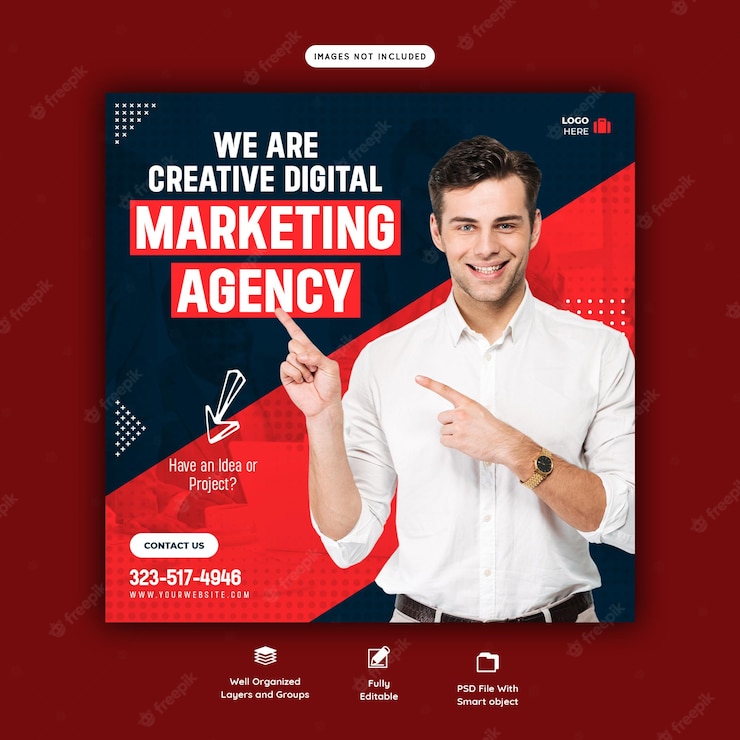 IMAGES NOT INCLUDED
LOGO
HERE
WE ARE
CREATIVE DIGITAL
MARKETING
AGENCY
Have an Idea or
Project?
CONTACT US
323-517-4946
WWW.YOURWEBSITE.COM
Well Organized
Layers and Groups
Fully
Editable
PSD File With
Smart object
freepik